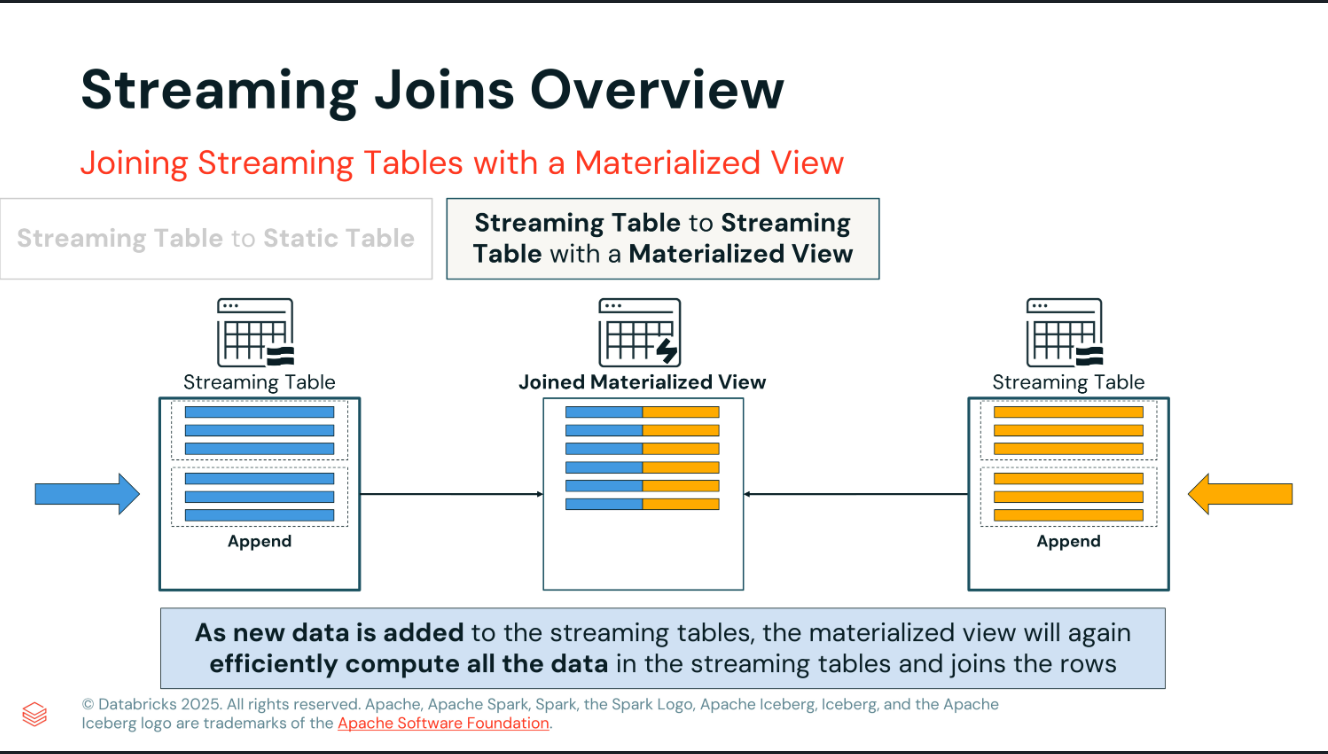 Streaming Joins Overview
Joining Streaming Tables with a Materialized View
Streaming Table to Static Table
Streaming Table to Streaming
Table with a Materialized View
Streaming Table
Joined Materialized View
Streaming Table
Append
Append
As new data is added to the streaming tables, the materialized view will again
efficiently compute all the data in the streaming tables and joins the rows
© Databricks 2025. All rights reserved. Apache, Apache Spark, Spark, the Spark Logo, Apache Iceberg, Iceberg, and the Apache
Iceberg logo are trademarks of the Apache Software Foundation.